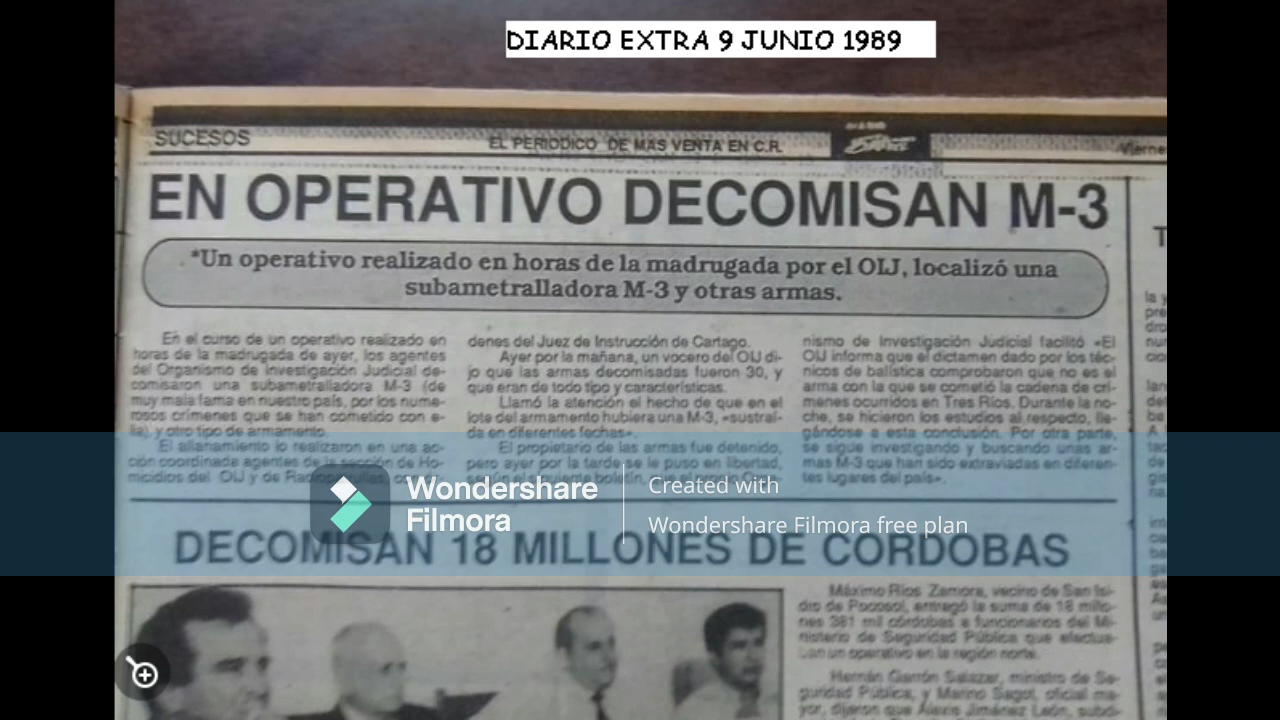 DIARIO EXTRA 9 JUNIO 1989
SUCESOS
EL PERIODICO DE MAS VENTA EN C.R.
Vierne
EN OPERATIVO DECOMISAN M-3
*Un operativo realizado en horas de la madrugada por el OIJ, localizó una
subametralladora M-3 y otras armas.
En el curso de un operativo realizado en
horas de la madrugada de ayer, los agentes
del Organismo de Investigación Judicial de-
comisaron una subametralladora M-3 (de
muy mala fama en nuestro país, por los nume-
rosos crímenes que se han cometido con e-
lla) y otro tipo de armamento.
El allanamiento lo realizaron en una ac-
ción coordinada agentes de la Sección de Ho-
micidios del OIJ y de
denes del Juez de Instrucción de Cartago.
Ayer por la mañana, un vocero del OIJ di-
jo que las armas decomisadas fueron 30, y
que eran de todo tipo y características.
Llamó la atención el hecho de que en el
lote del armamento hubiera una M-3, «sustraí-
da en diferentes fechas».
El propietario de las armas fue detenido,
pero ayer por la tarde se le puso en libertad,
nismo de Investigación Judicial facilitó «El
OIJ informa que el dictamen dado por los téc-
nicos de balística comprobaron que no es el
arma con la que se cometió la cadena de crí-
menes ocurridos en Tres Ríos. Durante la no-
che, se hicieron los estudios al respecto, lle-
gándose a esta conclusión. Por otra parte,
se sigue investigando y buscando unas ar-
mas M-3 que han sido extraviadas en diferen-
tes lugares del país».
Wondershare
Filmora
Created with
Wondershare Filmora free plan
DECOMISAN 18 MILLONES DE CORDOBAS
Máximo Ríos Zamora, vecino de San Isi-
dro de Pocosol, entregó la suma de 18 millo-
nes 381 mil córdobas a funcionarios del Mi-
nisterio de Seguridad Pública que efectua-
ban un operativo en la región norte.
Hernán Garrón Salazar, ministro de Se-
guridad Pública, y Marino Sagot, oficial ma-
yor, dijeron que Alexis Jiménez León, subdi-